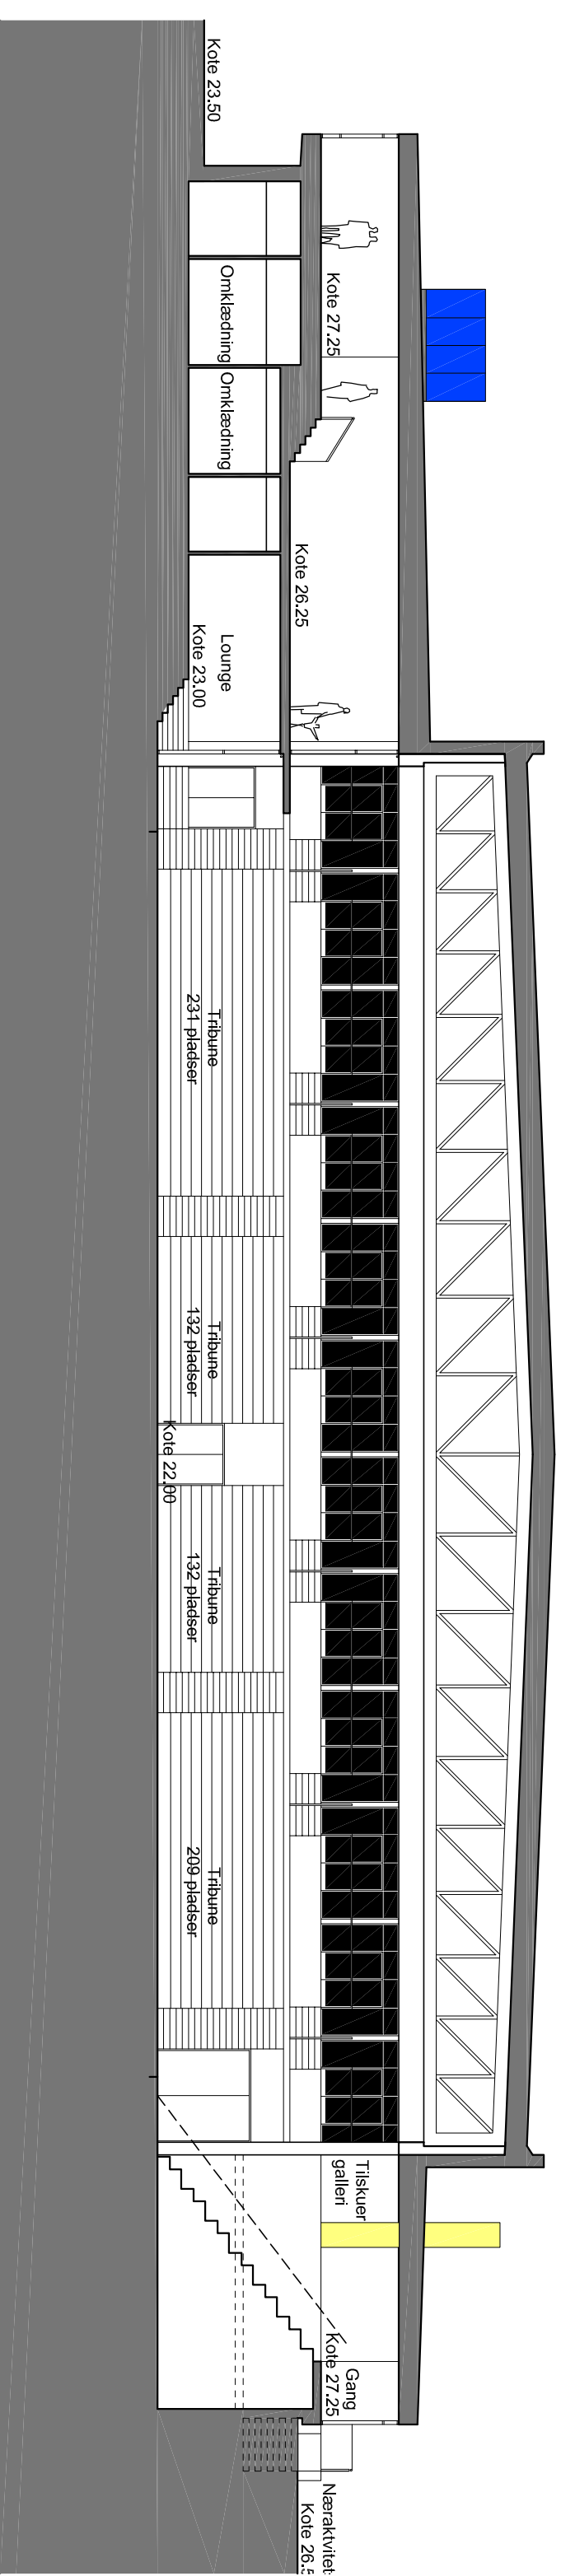 Kote 23.50
Kote 27.25
Omklædning
Omklædning
Kote 26.25
Lounge
Kote 23.00
Tribune
231 pladser
Tribune
132 pladser
Kote 22.00
Tribune
132 pladser
Tribune
209 pladser
Tilskuer
galleri
Gang
Kote 27.25
Næraktvitet
Kote 26.5